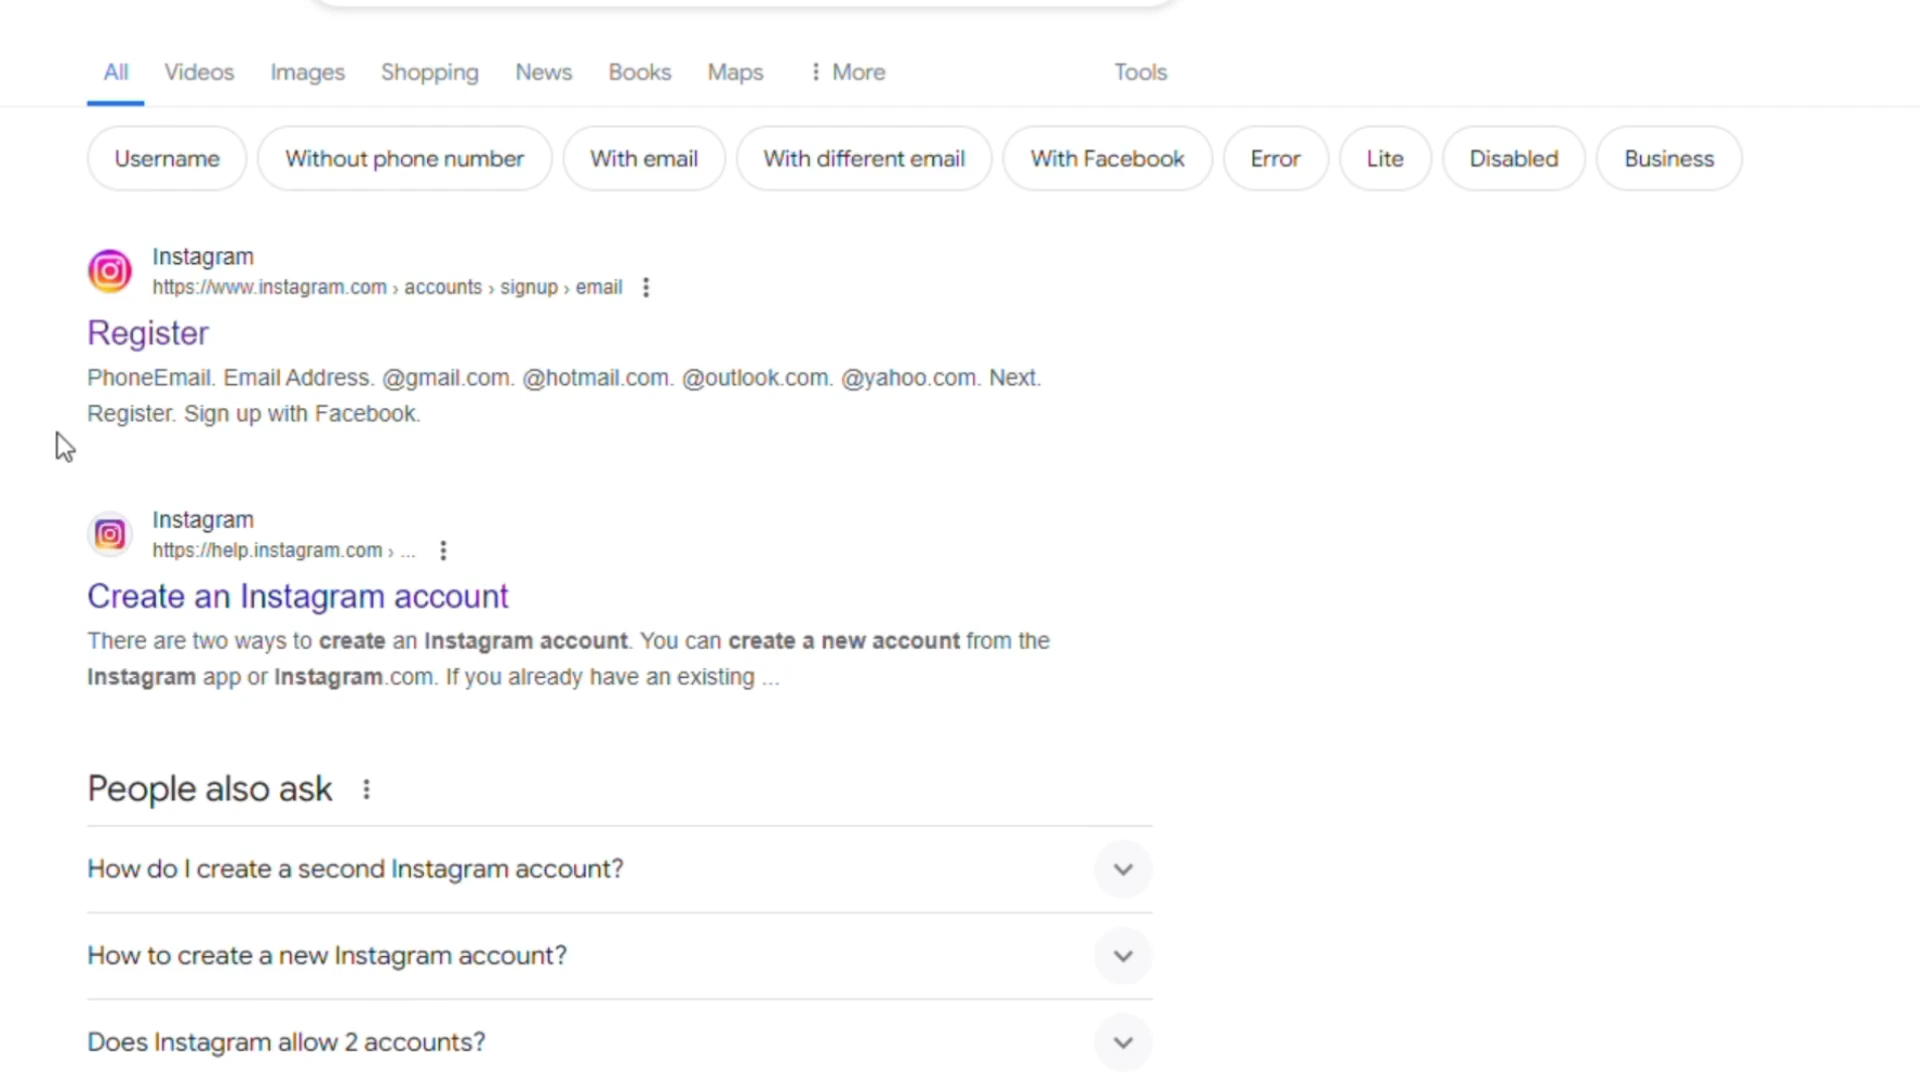 All Videos Images Shopping News Books Maps More Tools
Username Without phone number With email With different email With Facebook Error Lite Disabled Business
Instagram
https://www.instagram.com › accounts › signup › email
Register
PhoneEmail. Email Address. @gmail.com. @hotmail.com. @outlook.com. @yahoo.com. Next.
Register. Sign up with Facebook.
Instagram
https://help.instagram.com › ...
Create an Instagram account
There are two ways to create an Instagram account. You can create a new account from the
Instagram app or Instagram.com. If you already have an existing ...
People also ask
How do I create a second Instagram account?
How to create a new Instagram account?
Does Instagram allow 2 accounts?